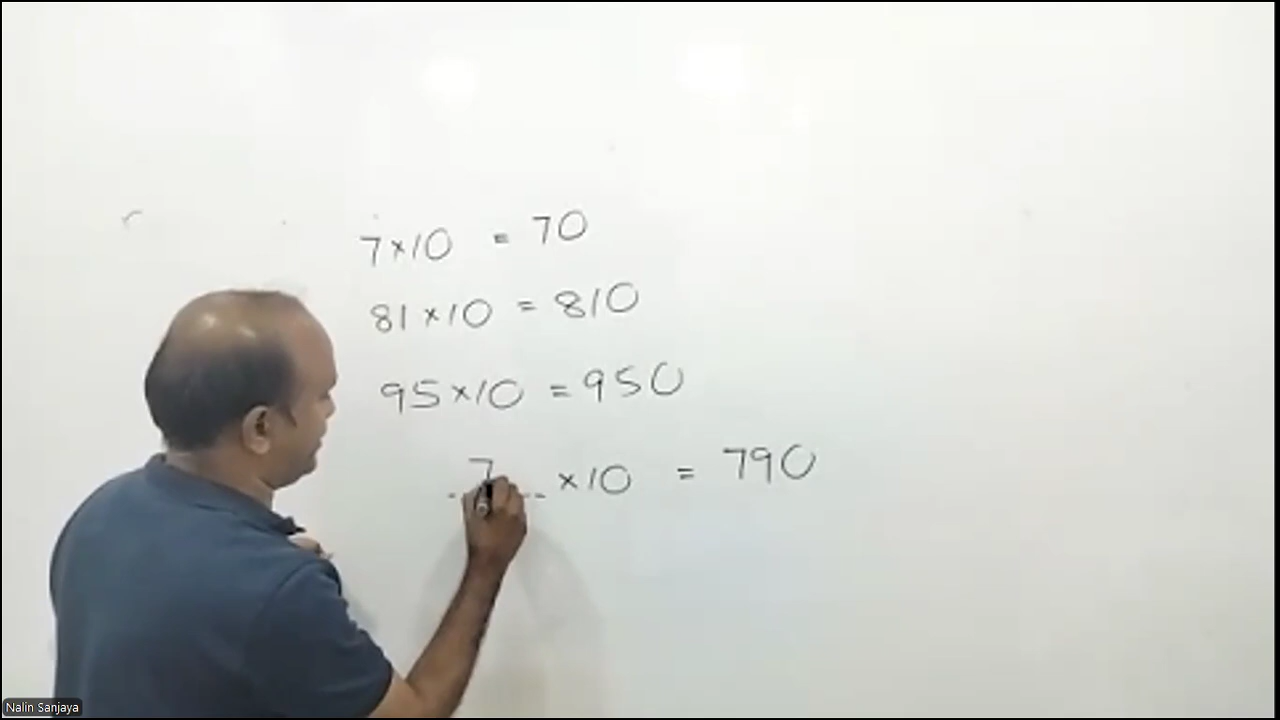 7×10 = 70
81×10 = 810
95×10 = 950
7 ×10 = 790
Nalin Sanjaya